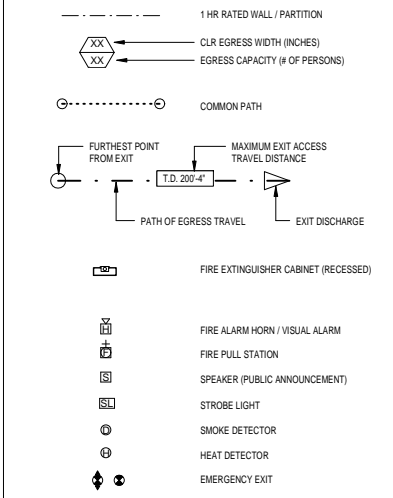 1 HR RATED WALL / PARTITION
XX
CLR EGRESS WIDTH (INCHES)
XX
EGRESS CAPACITY (# OF PERSONS)
COMMON PATH
FURTHEST POINT
FROM EXIT
MAXIMUM EXIT ACCESS
TRAVEL DISTANCE
T.D. 200'-4"
PATH OF EGRESS TRAVEL
EXIT DISCHARGE
FIRE EXTINGUISHER CABINET (RECESSED)
H
FIRE ALARM HORN / VISUAL ALARM
F
FIRE PULL STATION
S
SPEAKER (PUBLIC ANNOUNCEMENT)
SL
STROBE LIGHT
D
SMOKE DETECTOR
H
HEAT DETECTOR
EMERGENCY EXIT